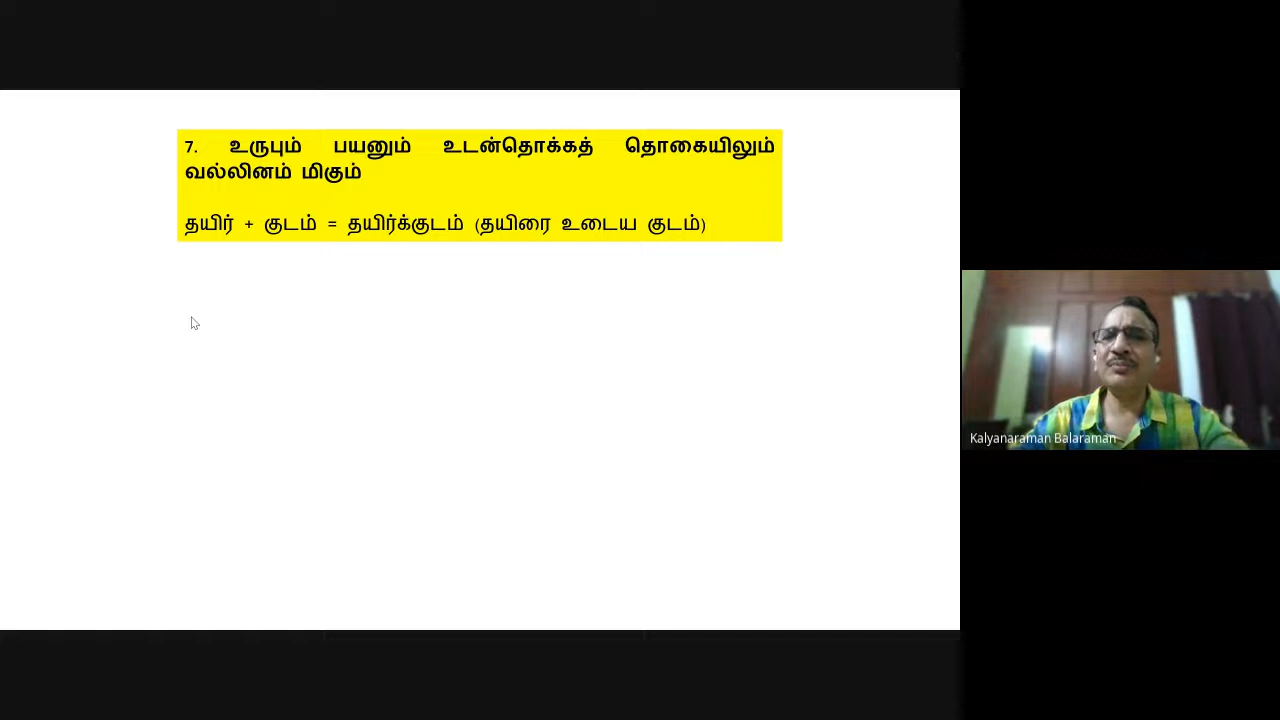 7. உருபும் பயனும் உடன்தொக்கத் தொகையிலும்
வல்லினம் மிகும்
தயிர் + குடம் = தயிர்க்குடம் (தயிரை உடைய குடம்)
Kalyanaraman Balaraman